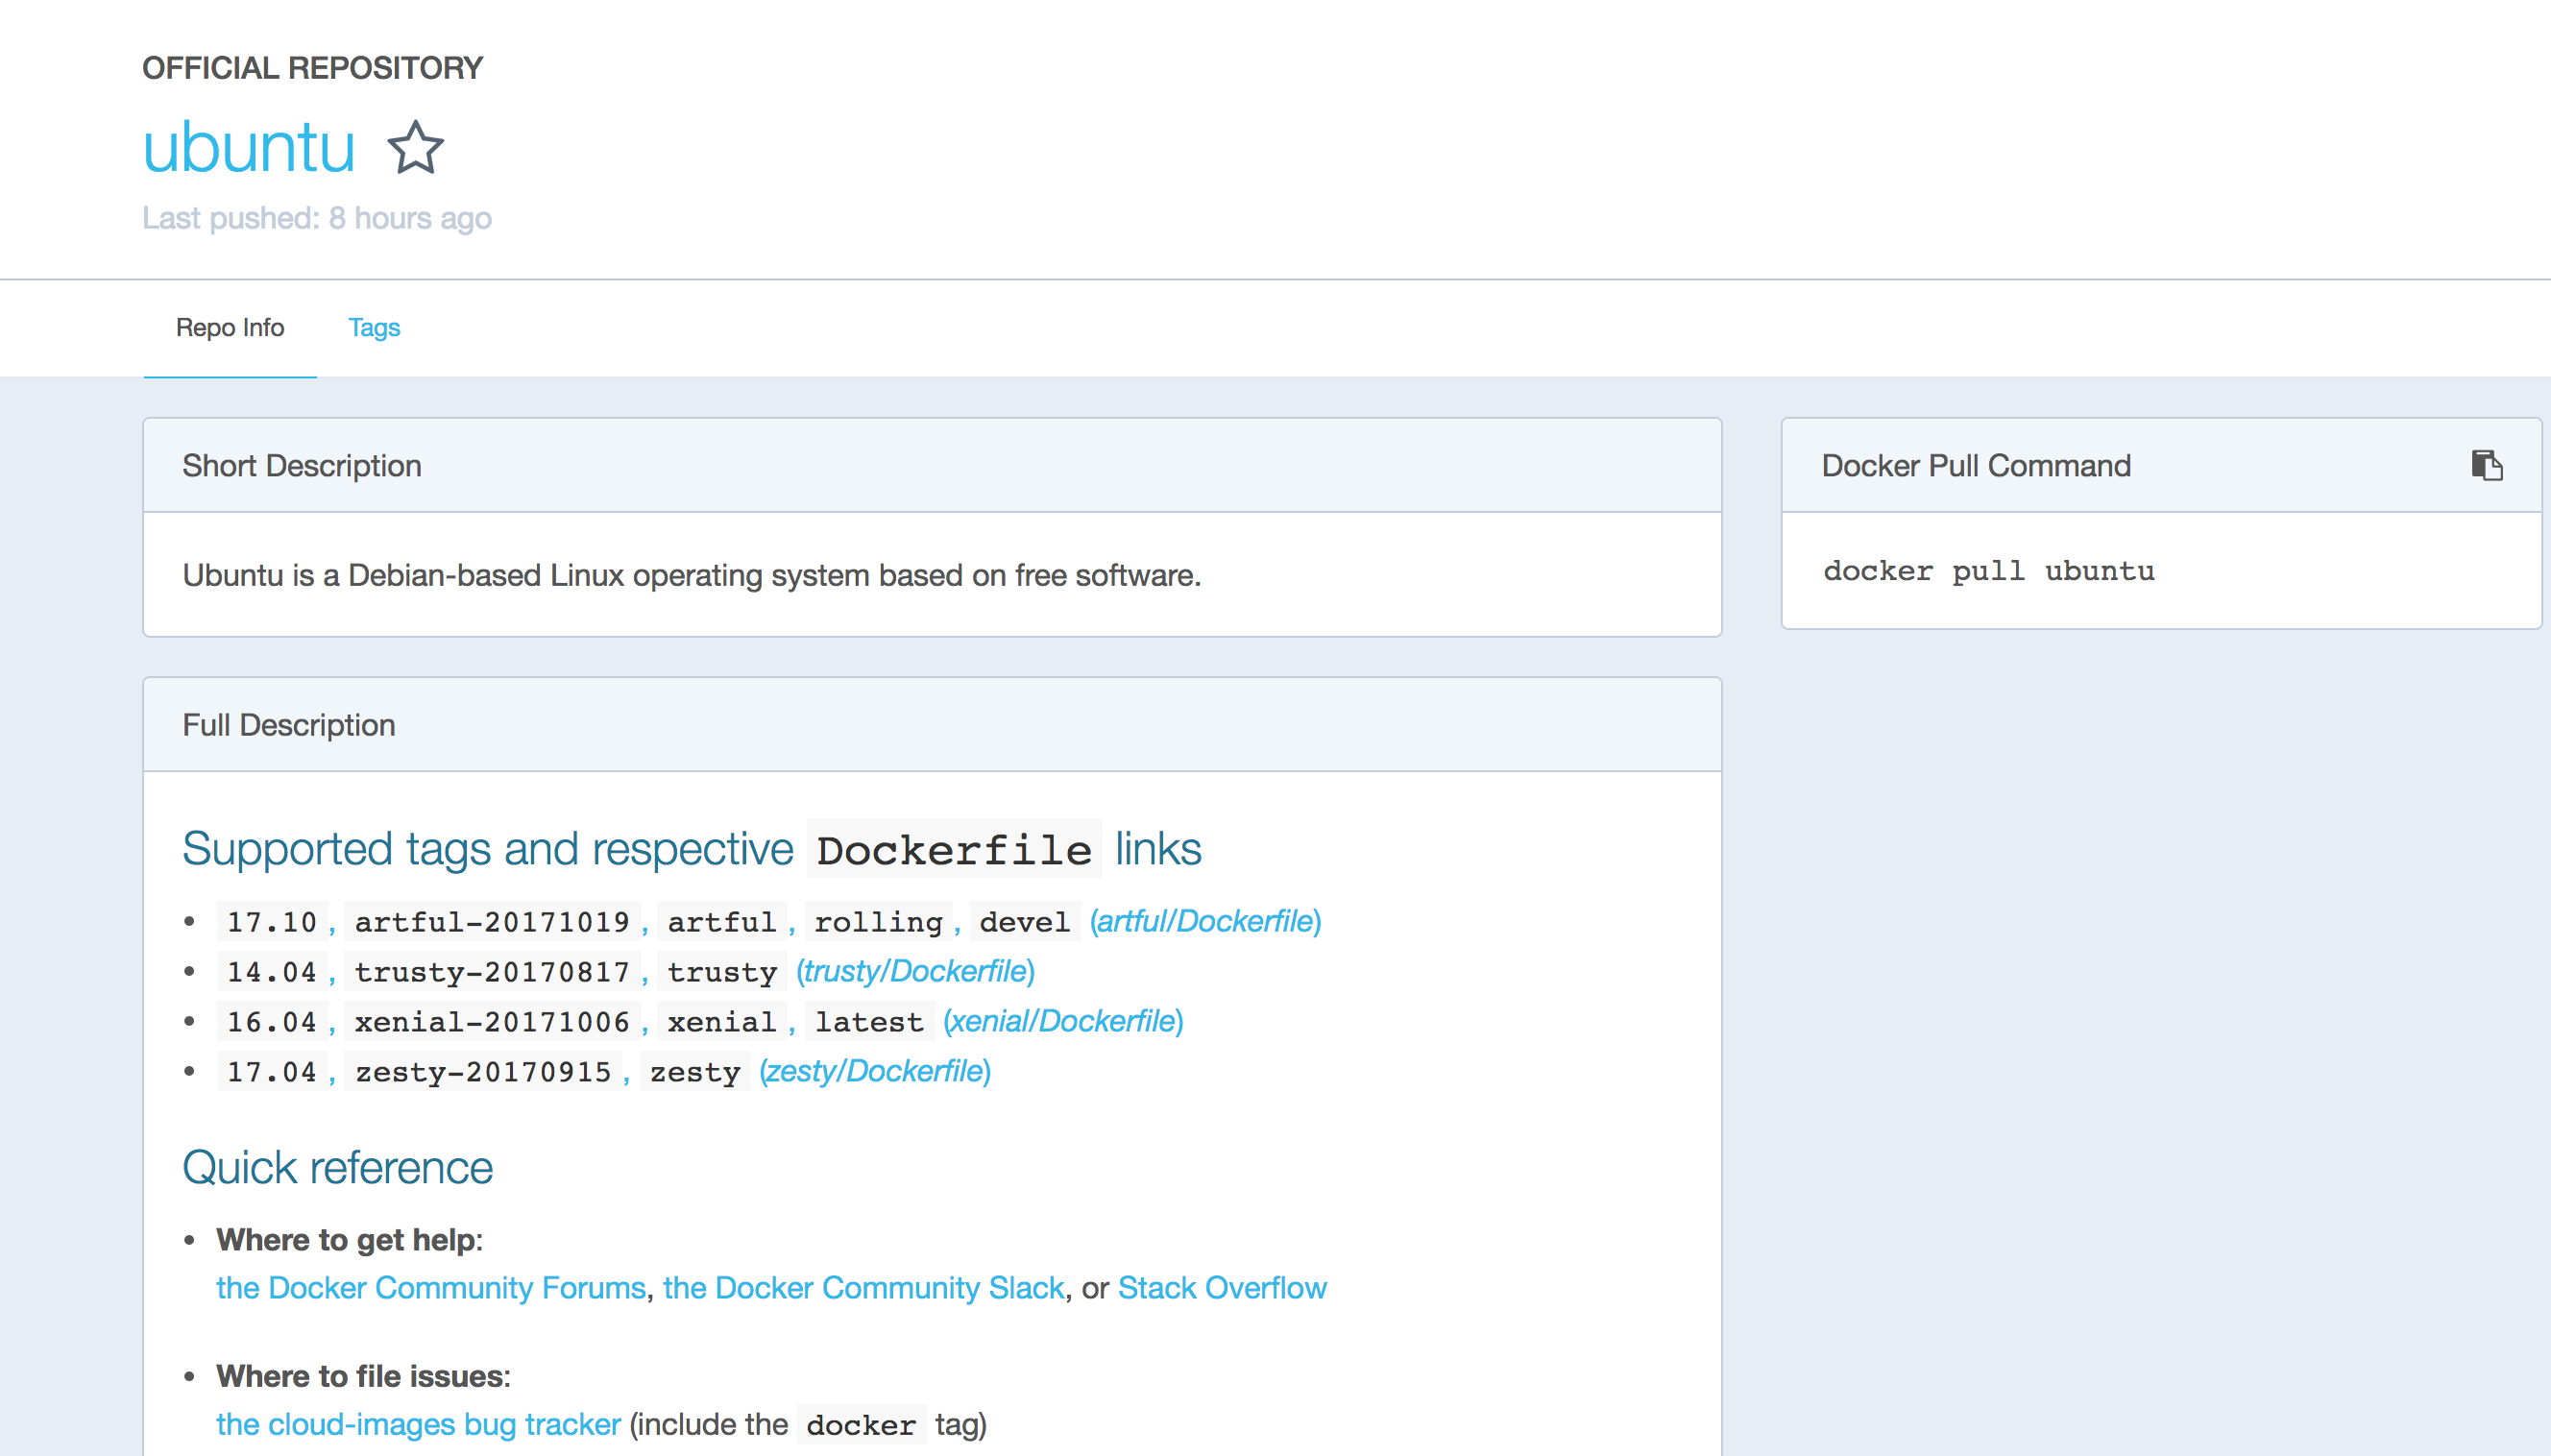 OFFICIAL REPOSITORY
ubuntu
Last pushed: 8 hours ago
Repo Info Tags
Short Description
Ubuntu is a Debian-based Linux operating system based on free software.
Docker Pull Command
docker pull ubuntu
Full Description
Supported tags and respective Dockerfile links
• 17.10, artful-20171019, artful, rolling, devel (artful/Dockerfile)
• 14.04, trusty-20170817, trusty (trusty/Dockerfile)
• 16.04, xenial-20171006, xenial, latest (xenial/Dockerfile)
• 17.04, zesty-20170915, zesty (zesty/Dockerfile)
Quick reference
• Where to get help:
the Docker Community Forums, the Docker Community Slack, or Stack Overflow
• Where to file issues:
the cloud-images bug tracker (include the docker tag)